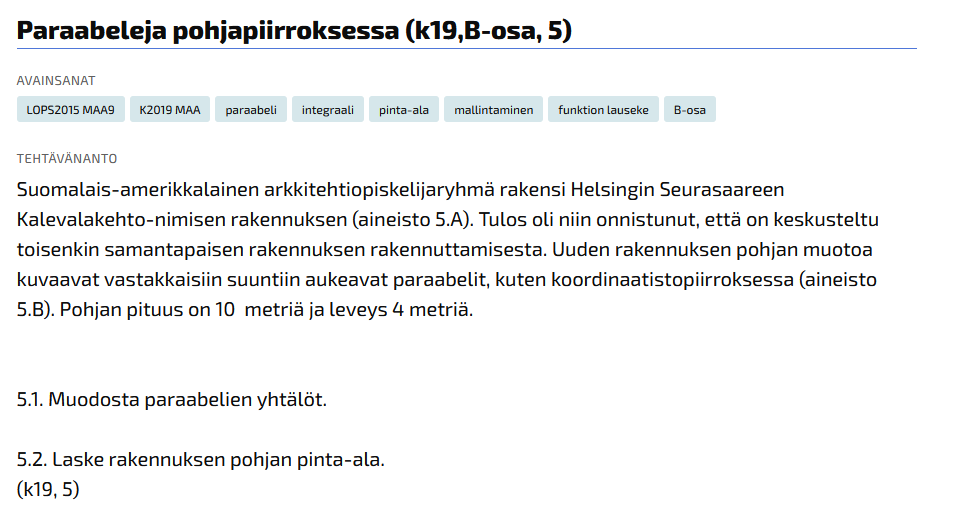 Paraabeleja pohjapiirroksessa (k19,B-osa, 5)
AVAINSANAT
LOPS2015 MAA9 K2019 MAA paraabeli integraali pinta-ala mallintaminen funktion lauseke B-osa
TEHTÄVÄNANTO
Suomalais-amerikkalainen arkkitehtiopiskelijaryhmä rakensi Helsingin Seurasaareen
Kalevalakehto-nimisen rakennuksen (aineisto 5.A). Tulos oli niin onnistunut, että on keskusteltu
toisenkin samantapaisen rakennuksen rakennuttamisesta. Uuden rakennuksen pohjan muotoa
kuvaavat vastakkaisiin suuntiin aukeavat paraabelit, kuten koordinaatistopiirroksessa (aineisto
5.B). Pohjan pituus on 10 metriä ja leveys 4 metriä.
5.1. Muodosta paraabelien yhtälöt.
5.2. Laske rakennuksen pohjan pinta-ala.
(k19, 5)